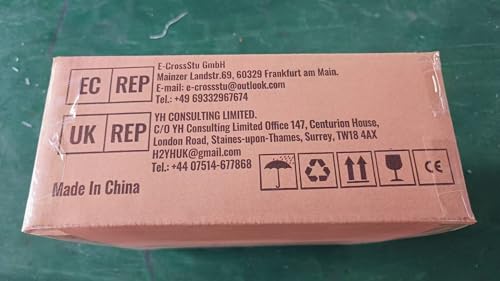 EC REP
E-CrossStu GmbH
Mainzer Landstr.69, 60329 Frankfurt am Main.
E-mail: e-crossstu@outlook.com
Tel.: +49 69332967674
UK REP
YH CONSULTING LIMITED.
C/O YH Consulting Limited Office 147, Centurion House,
London Road, Staines-upon-Thames, Surrey, TW18 4AX
H2YHUK@gmail.com
Tel.: +44 07514-677868
Made In China
CE